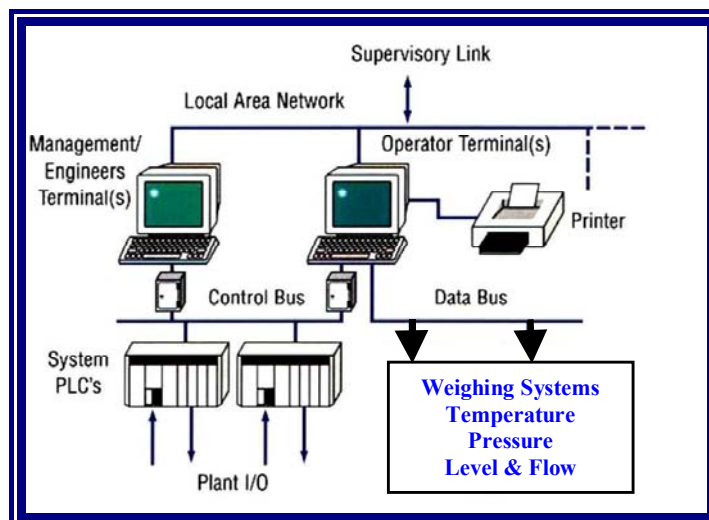 Supervisory Link
Local Area Network
Management/
Engineers
Terminal(s)
Operator Terminal(s)
Printer
Control Bus
Data Bus
System
PLC's
Weighing Systems
Temperature
Pressure
Level & Flow
Plant I/O